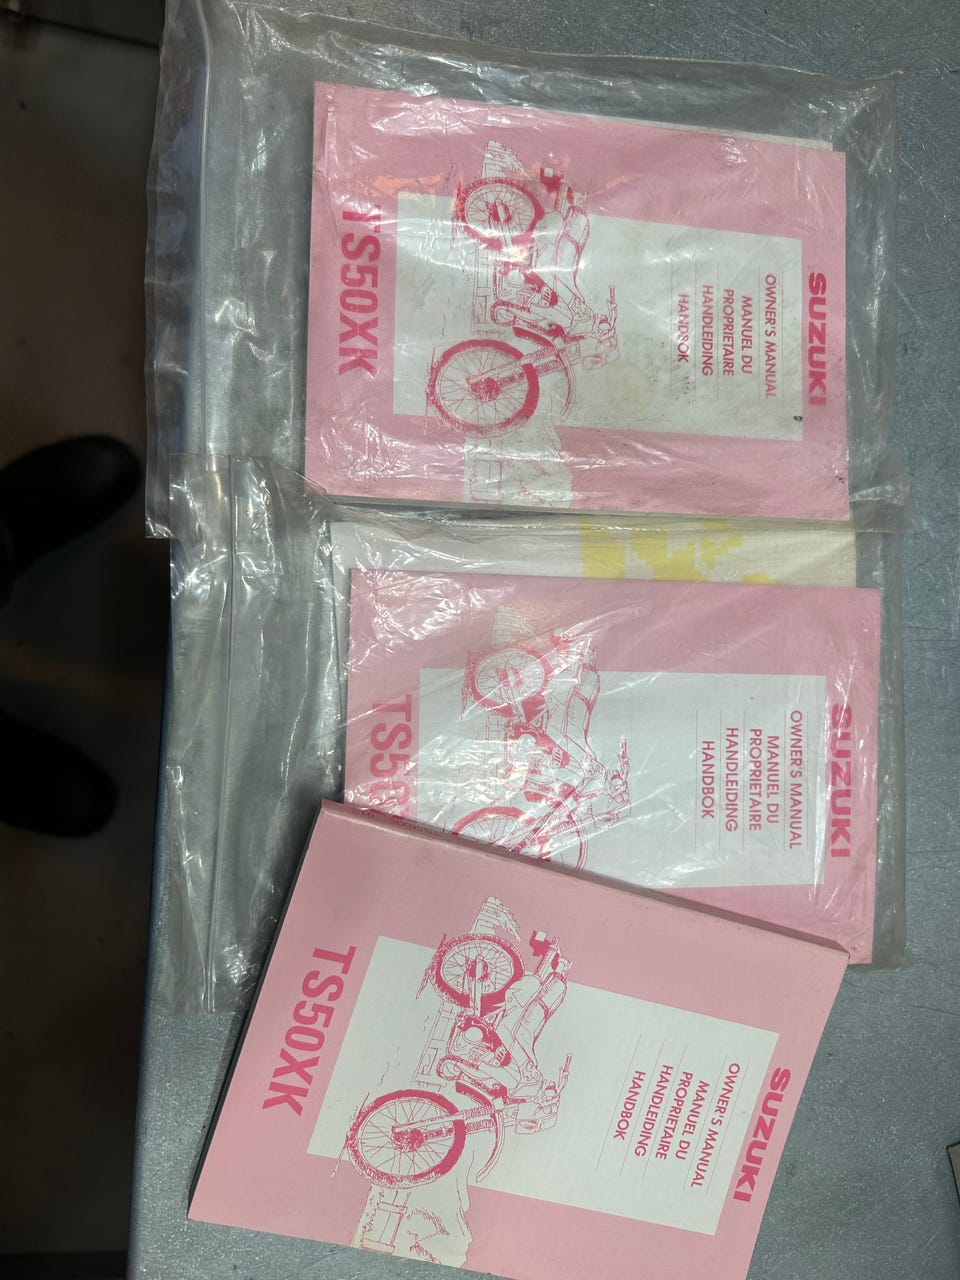 SUZUKI
OWNER'S MANUAL
MANUEL DU
PROPRIETAIRE
HANDLEIDING
HANDBOK
TS50XK
SUZUKI
OWNER'S MANUAL
MANUEL DU
PROPRIETAIRE
HANDLEIDING
HANDBOK
TS50
SUZUKI
OWNER'S MANUAL
MANUEL DU
PROPRIETAIRE
HANDLEIDING
HANDBOK
TS50XK